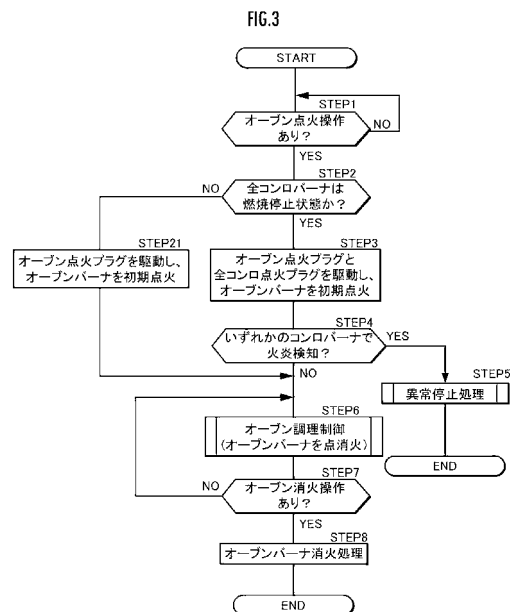 FIG.3
START
STEP1
オーブン点火操作
あり?
NO
YES
STEP2
全コンロバーナは
燃焼停止状態か?
NO
YES
STEP21
オーブン点火プラグを駆動し、
オーブンバーナを初期点火
STEP3
オーブン点火プラグと
全コンロ点火プラグを駆動し、
オーブンバーナを初期点火
STEP4
いずれかのコンロバーナで
火炎検知?
YES
NO
STEP5
異常停止処理
END
STEP6
オーブン調理制御
(オーブンバーナを点消火)
STEP7
オーブン消火操作
あり?
NO
YES
STEP8
オーブンバーナ消火処理
END